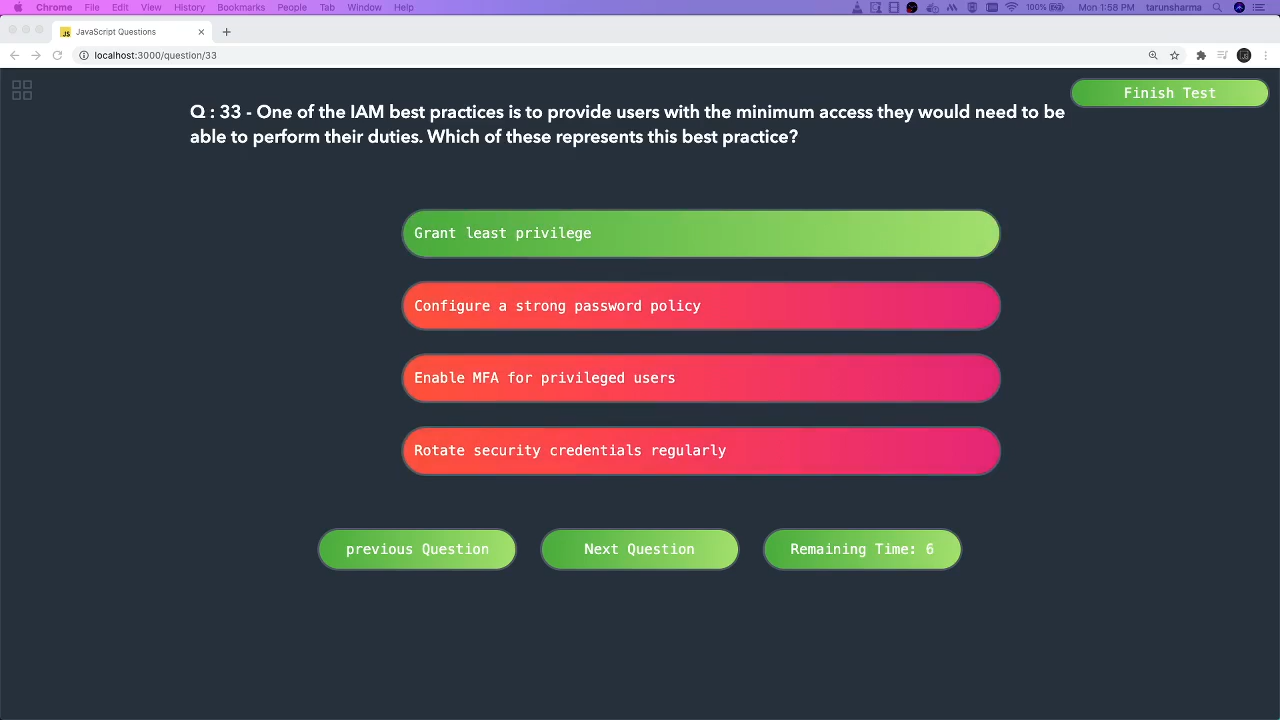 Chrome File Edit View History Bookmarks People Tab Window Help 100% Mon 1:58 PM tarunsharma
JS JavaScript Questions
localhost:3000/question/33
Finish Test
Q : 33 - One of the IAM best practices is to provide users with the minimum access they would need to be
able to perform their duties. Which of these represents this best practice?
Grant least privilege
Configure a strong password policy
Enable MFA for privileged users
Rotate security credentials regularly
previous Question Next Question Remaining Time: 6